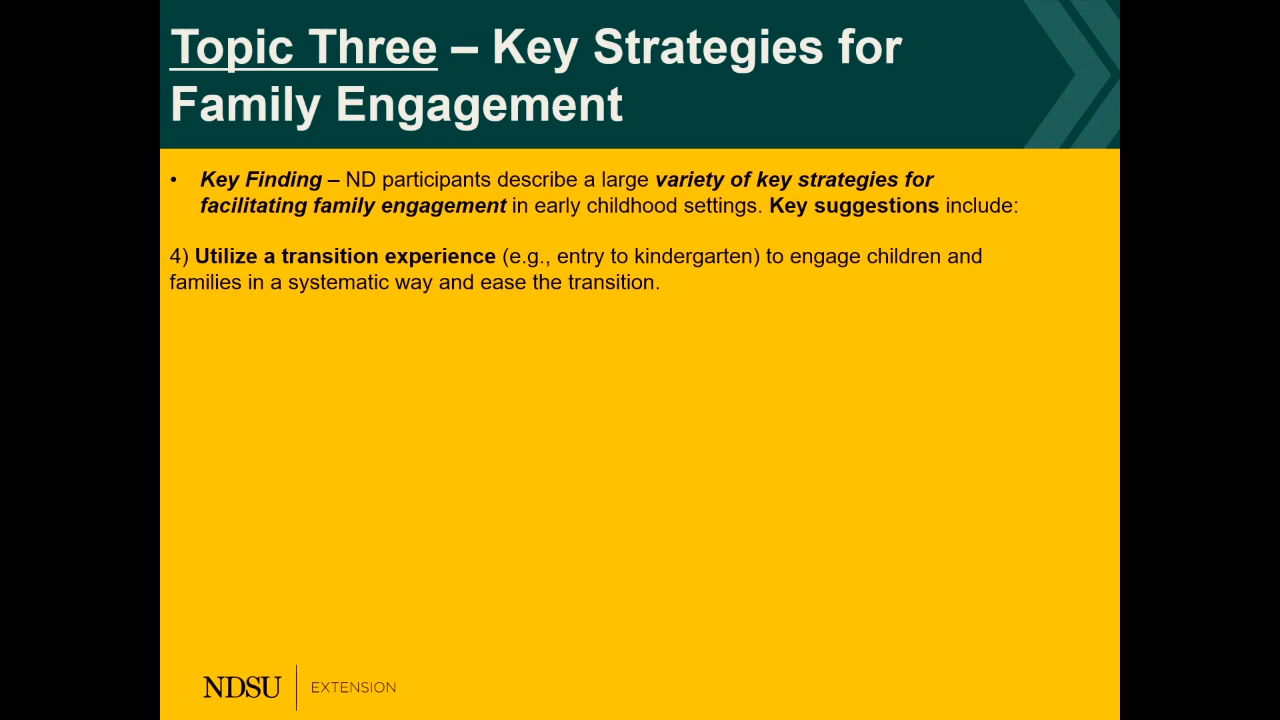 Topic Three – Key Strategies for
Family Engagement
• Key Finding – ND participants describe a large variety of key strategies for
facilitating family engagement in early childhood settings. Key suggestions include:
4) Utilize a transition experience (e.g., entry to kindergarten) to engage children and
families in a systematic way and ease the transition.
NDSU EXTENSION